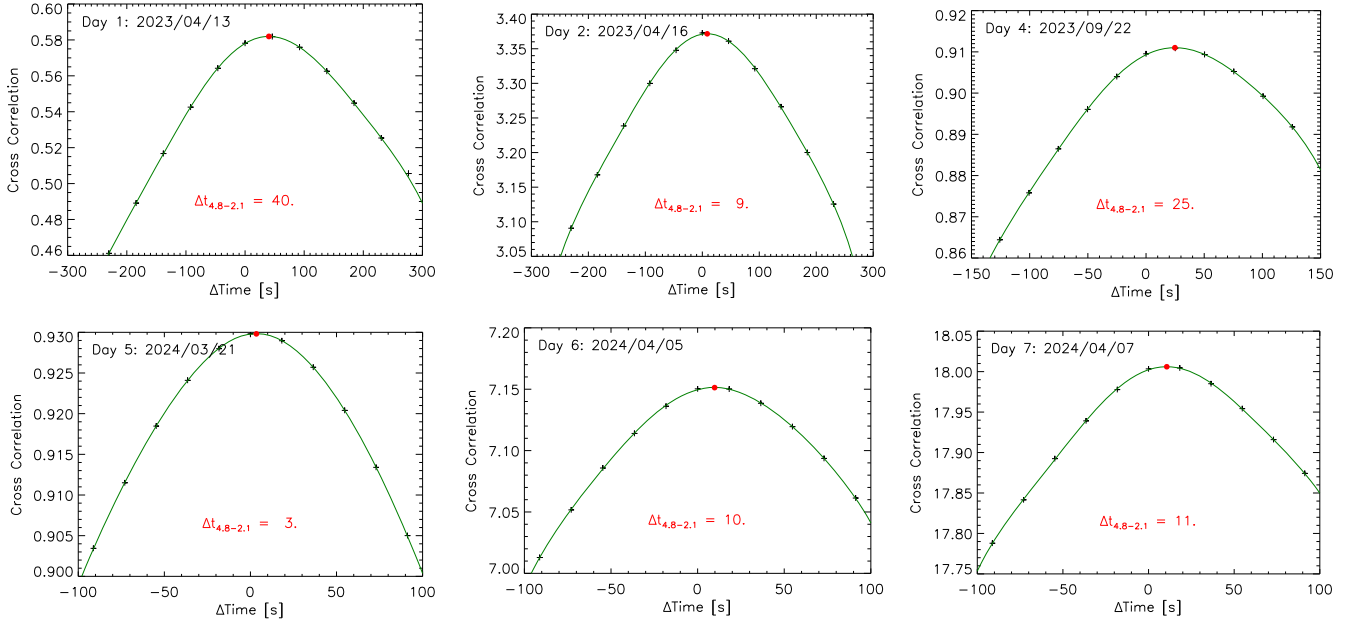 Day 1: 2023/04/13
0.60
0.58
0.56
0.54
0.52
0.50
0.48
0.46
Cross Correlation
Δt4.8−2.1 = 40.
−300 −200 −100 0 100 200 300
ΔTime [s]
Day 2: 2023/04/16
3.40
3.35
3.30
3.25
3.20
3.15
3.10
3.05
Cross Correlation
Δt4.8−2.1 = 9.
−300 −200 −100 0 100 200 300
ΔTime [s]
Day 4: 2023/09/22
0.92
0.91
0.90
0.89
0.88
0.87
0.86
Cross Correlation
Δt4.8−2.1 = 25.
−150 −100 −50 0 50 100 150
ΔTime [s]
Day 5: 2024/03/21
0.930
0.925
0.920
0.915
0.910
0.905
0.900
Cross Correlation
Δt4.8−2.1 = 3.
−100 −50 0 50 100
ΔTime [s]
Day 6: 2024/04/05
7.20
7.15
7.10
7.05
7.00
Cross Correlation
Δt4.8−2.1 = 10.
−100 −50 0 50 100
ΔTime [s]
Day 7: 2024/04/07
18.05
18.00
17.95
17.90
17.85
17.80
17.75
Cross Correlation
Δt4.8−2.1 = 11.
−100 −50 0 50 100
ΔTime [s]